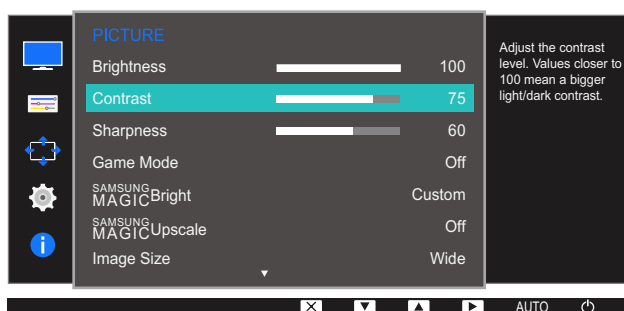 PICTURE
Brightness 100
Contrast 75
Sharpness 60
Game Mode Off
SAMSUNG
MAGICBright Custom
SAMSUNG
MAGICUpscale Off
Image Size Wide
Adjust the contrast
level. Values closer to
100 mean a bigger
light/dark contrast.
AUTO